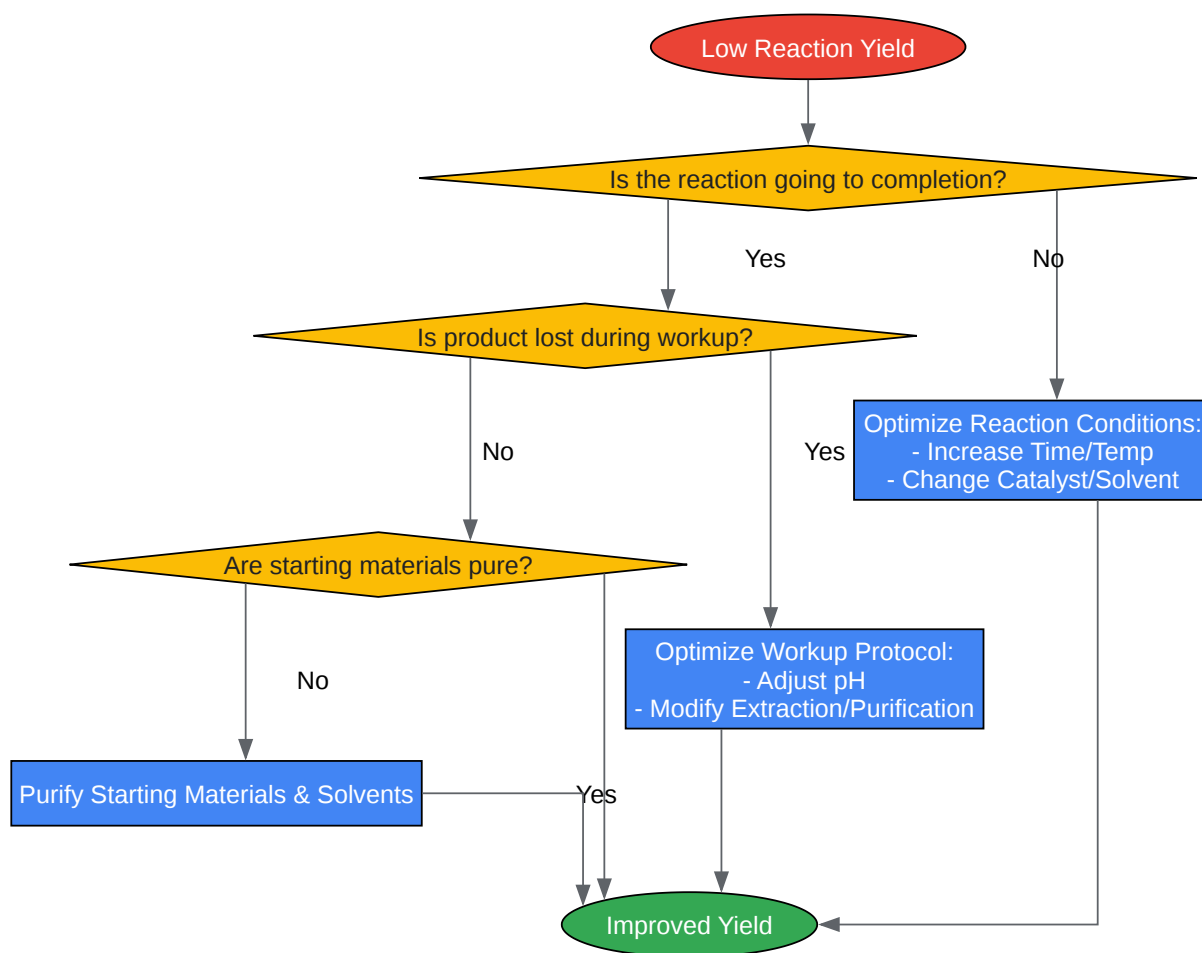 Low Reaction Yield
Is the reaction going to completion?
Yes
No
Is product lost during workup?
Optimize Reaction Conditions:
- Increase Time/Temp
- Change Catalyst/Solvent
No
Yes
Are starting materials pure?
Optimize Workup Protocol:
- Adjust pH
- Modify Extraction/Purification
No
Purify Starting Materials & Solvents
Yes
Improved Yield